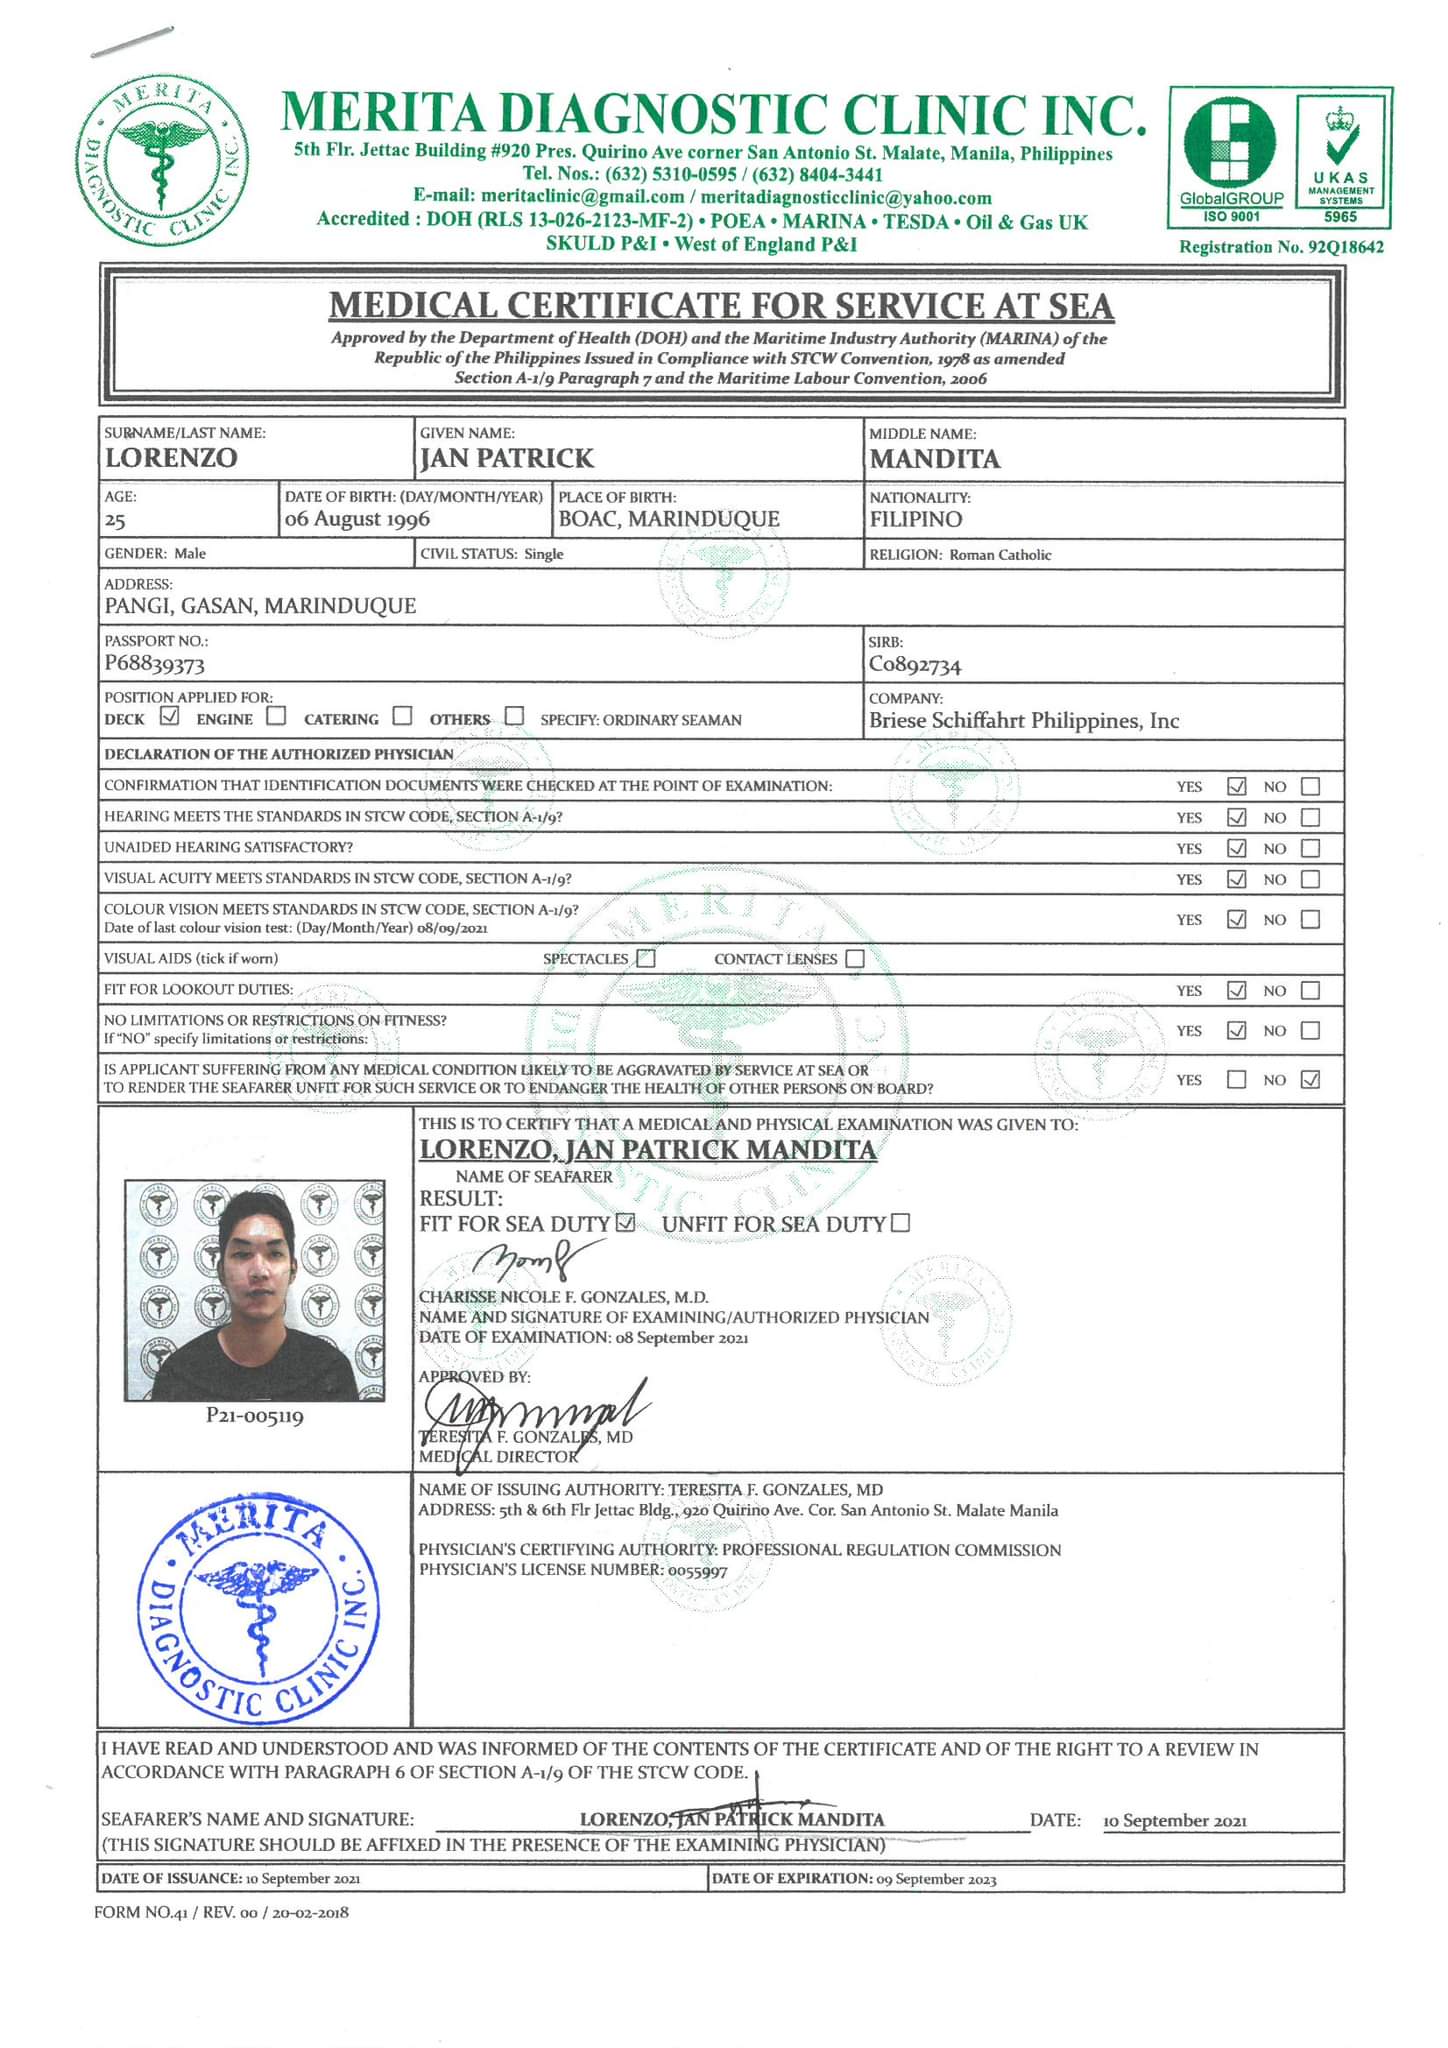 MERITA DIAGNOSTIC CLINIC INC.
MERITA DIAGNOSTIC CLINIC INC.
5th Flr. Jettac Building #920 Pres. Quirino Ave corner San Antonio St. Malate, Manila, Philippines
Tel. Nos.: (632) 5310-0595 / (632) 8404-3441
E-mail: meritaclinic@gmail.com / meritadiagnosticclinic@yahoo.com
Accredited : DOH (RLS 13-026-2123-MF-2) • POEA • MARINA • TESDA • Oil & Gas UK
SKULD P&I • West of England P&I
GlobalGROUP
ISO 9001
UKAS
MANAGEMENT
SYSTEMS
5965
Registration No. 92Q18642
MEDICAL CERTIFICATE FOR SERVICE AT SEA
Approved by the Department of Health (DOH) and the Maritime Industry Authority (MARINA) of the
Republic of the Philippines Issued in Compliance with STCW Convention, 1978 as amended
Section A-1/9 Paragraph 7 and the Maritime Labour Convention, 2006
SURNAME/LAST NAME: GIVEN NAME: MIDDLE NAME:
LORENZO JAN PATRICK MANDITA
AGE: DATE OF BIRTH: (DAY/MONTH/YEAR) PLACE OF BIRTH: NATIONALITY:
25 06 August 1996 BOAC, MARINDUQUE FILIPINO
GENDER: Male CIVIL STATUS: Single RELIGION: Roman Catholic
ADDRESS:
PANGI, GASAN, MARINDUQUE
PASSPORT NO.: SIRB:
P68839373 C0892734
POSITION APPLIED FOR: COMPANY:
DECK ENGINE CATERING OTHERS SPECIFY: ORDINARY SEAMAN Briese Schiffahrt Philippines, Inc
DECLARATION OF THE AUTHORIZED PHYSICIAN
CONFIRMATION THAT IDENTIFICATION DOCUMENTS WERE CHECKED AT THE POINT OF EXAMINATION: YES NO
HEARING MEETS THE STANDARDS IN STCW CODE, SECTION A-1/9? YES NO
UNAIDED HEARING SATISFACTORY? YES NO
VISUAL ACUITY MEETS STANDARDS IN STCW CODE, SECTION A-1/9? YES NO
COLOUR VISION MEETS STANDARDS IN STCW CODE, SECTION A-1/9? YES NO
Date of last colour vision test: (Day/Month/Year) 08/09/2021
VISUAL AIDS (tick if worn) SPECTACLES CONTACT LENSES
FIT FOR LOOKOUT DUTIES: YES NO
NO LIMITATIONS OR RESTRICTIONS ON FITNESS? YES NO
If "NO" specify limitations or restrictions:
IS APPLICANT SUFFERING FROM ANY MEDICAL CONDITION LIKELY TO BE AGGRAVATED BY SERVICE AT SEA OR
TO RENDER THE SEAFARER UNFIT FOR SUCH SERVICE OR TO ENDANGER THE HEALTH OF OTHER PERSONS ON BOARD? YES NO
THIS IS TO CERTIFY THAT A MEDICAL AND PHYSICAL EXAMINATION WAS GIVEN TO:
LORENZO, JAN PATRICK MANDITA
NAME OF SEAFARER
RESULT:
FIT FOR SEA DUTY UNFIT FOR SEA DUTY
CHARISSE NICOLE F. GONZALES, M.D.
NAME AND SIGNATURE OF EXAMINING/AUTHORIZED PHYSICIAN
DATE OF EXAMINATION: 08 September 2021
APPROVED BY:
P21-005119
TERESITA F. GONZALES, MD
MEDICAL DIRECTOR
MERITA DIAGNOSTIC CLINIC INC.
NAME OF ISSUING AUTHORITY: TERESITA F. GONZALES, MD
ADDRESS: 5th & 6th Flr Jettac Bldg., 920 Quirino Ave. Cor. San Antonio St. Malate Manila
PHYSICIAN'S CERTIFYING AUTHORITY: PROFESSIONAL REGULATION COMMISSION
PHYSICIAN'S LICENSE NUMBER: 0055997
I HAVE READ AND UNDERSTOOD AND WAS INFORMED OF THE CONTENTS OF THE CERTIFICATE AND OF THE RIGHT TO A REVIEW IN
ACCORDANCE WITH PARAGRAPH 6 OF SECTION A-1/9 OF THE STCW CODE.
SEAFARER'S NAME AND SIGNATURE: LORENZO, JAN PATRICK MANDITA DATE: 10 September 2021
(THIS SIGNATURE SHOULD BE AFFIXED IN THE PRESENCE OF THE EXAMINING PHYSICIAN)
DATE OF ISSUANCE: 10 September 2021 DATE OF EXPIRATION: 09 September 2023
FORM NO.41 / REV. 00 / 20-02-2018